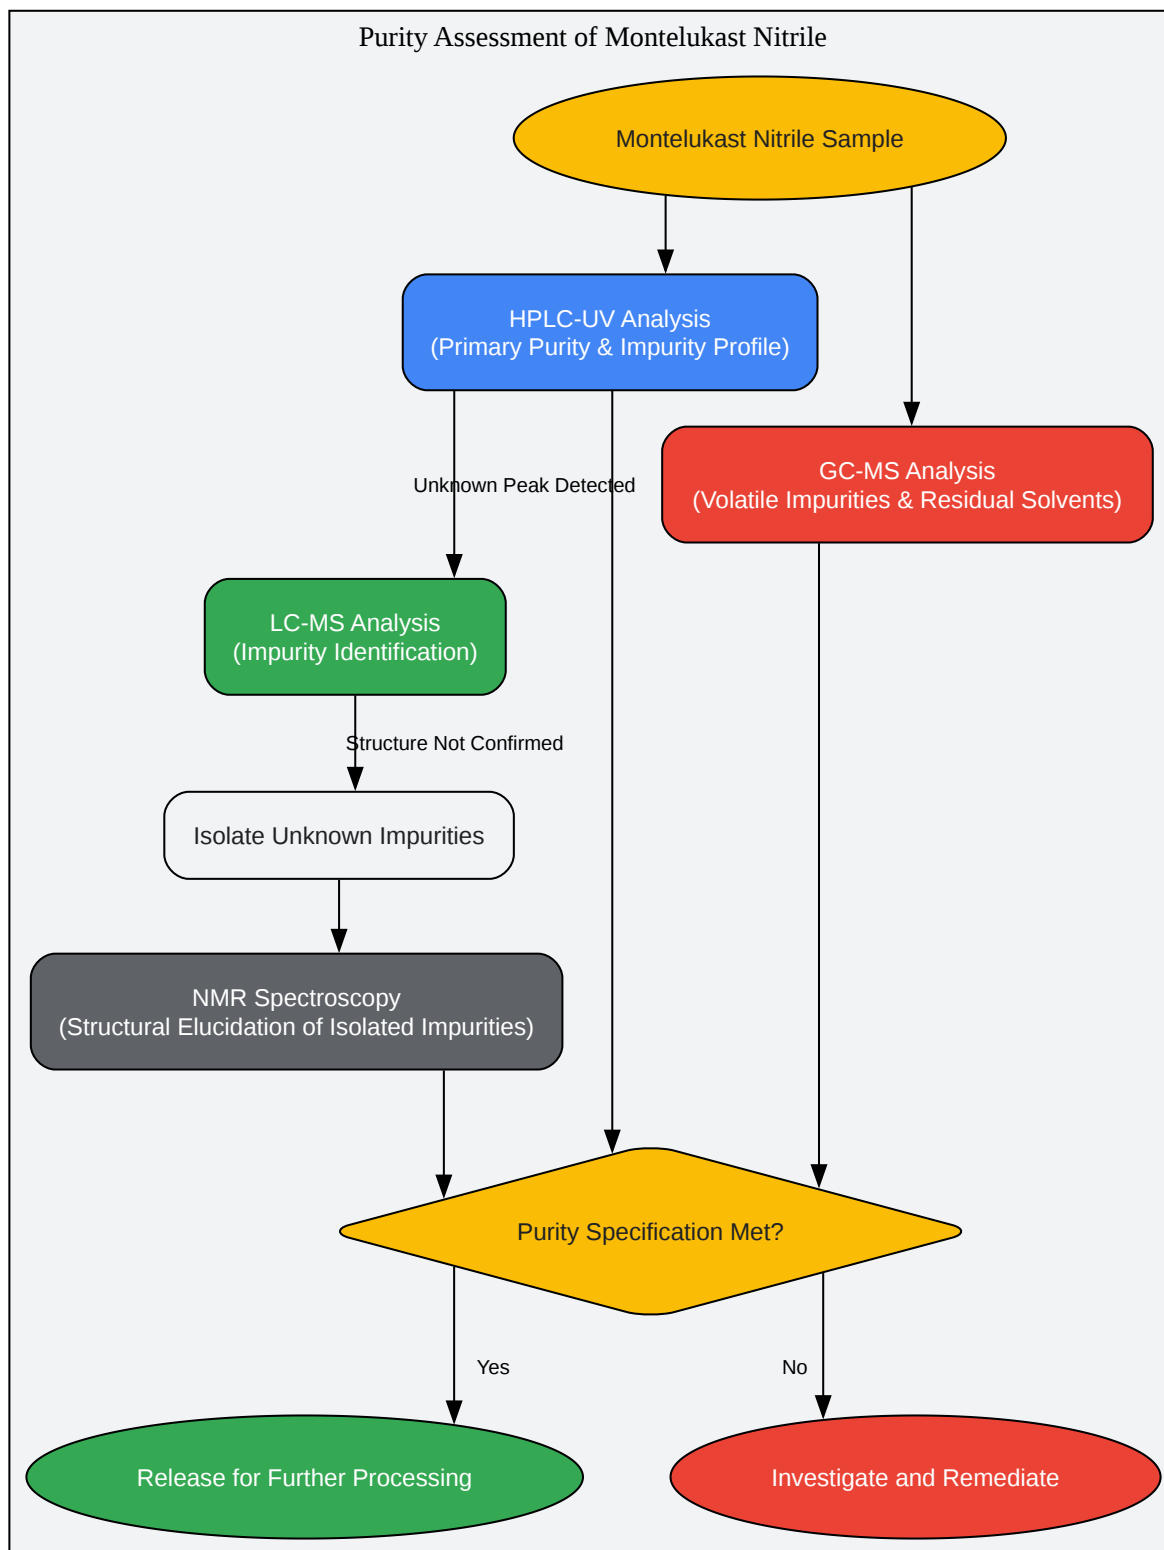 Purity Assessment of Montelukast Nitrile
Montelukast Nitrile Sample
HPLC-UV Analysis
(Primary Purity & Impurity Profile)
GC-MS Analysis
(Volatile Impurities & Residual Solvents)
Unknown Peak Detected
LC-MS Analysis
(Impurity Identification)
Structure Not Confirmed
Isolate Unknown Impurities
NMR Spectroscopy
(Structural Elucidation of Isolated Impurities)
Purity Specification Met?
Yes
No
Release for Further Processing
Investigate and Remediate